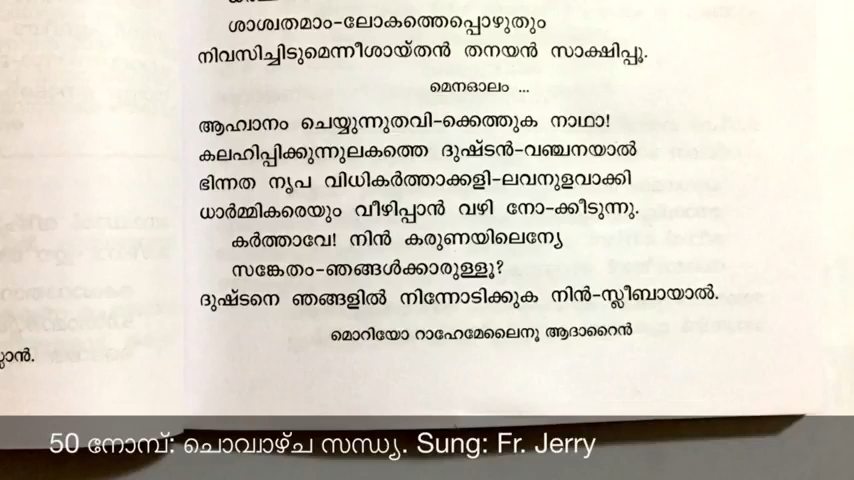 ശാശ്വതമാം-ലോകത്തെപ്പൊഴുതും
നിവസിച്ചിടുമെന്നീശായ്തൻ തനയൻ സാക്ഷിപ്പൂ.
മെനഓലം ...
ആഹ്വാനം ചെയ്യുന്നുതവി-ക്കെത്തുക നാഥാ!
കലഹിപ്പിക്കുന്നുലകത്തെ ദുഷ്ടൻ-വഞ്ചനയാൽ
ഭിന്നത നൃപ വിധികർത്താക്കളി-ലവനുളവാക്കി
ധാർമ്മികരെയും വീഴിപ്പാൻ വഴി നോ-ക്കീടുന്നു.
കർത്താവേ! നിൻ കരുണയിലെന്യേ
സങ്കേതാം-ഞങ്ങൾക്കാരുള്ളൂ?
ദുഷ്ടനെ ഞങ്ങളിൽ നിന്നോടിക്കുക നിൻ-സ്ലീബായാൽ.
മൊറിയോ റാഹേമേലൈനൂ ആദാറൈൻ
50 നോമ്പ്: ചൊവാഴ്ച സന്ധ്യ. Sung: Fr. Jerry